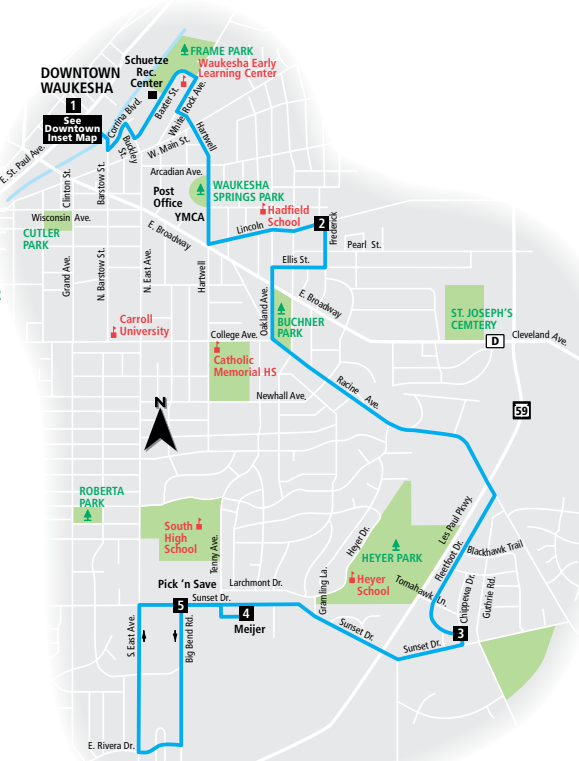 FRAME PARK
Waukesha Early
Learning Center
Schuetze
Rec.
Center
DOWNTOWN
WAUKESHA
1
See
Downtown
Inset Map
Cortina Blvd.
Baxter St.
White Rock Ave.
Buckley
St.
W. Main St.
Hartwell
E. St. Paul Ave.
Clinton St.
Barstow St.
Arcadian Ave.
Post
Office
YMCA
WAUKESHA
SPRINGS PARK
Wisconsin Ave.
CUTLER
PARK
E. Broadway
Hadfield
School
Lincoln
2
Frederick
Pearl St.
Ellis St.
Grand Ave.
N. Barstow St.
N. East Ave.
Hartwell
Oakland Ave.
E. Broadway
BUCHNER
PARK
ST. JOSEPH'S
CEMTERY
D
Cleveland Ave.
Carroll
University
College Ave.
Catholic
Memorial HS
Newhall Ave.
Racine Ave.
59
N
ROBERTA
PARK
South
High
School
Tenny Ave.
Heyer Dr.
HEYER PARK
Les Paul Pkwy.
Fleetfoot Dr.
Blackhawk Trail
Heyer
School
Tomahawk Ln.
Gramling La.
Chippewa Dr.
Guthrie Rd.
Pick 'n Save
Larchmont Dr.
Sunset Dr.
5
4
Meijer
Sunset Dr.
Sunset Dr.
3
S East Ave.
Big Bend Rd.
E. Rivera Dr.